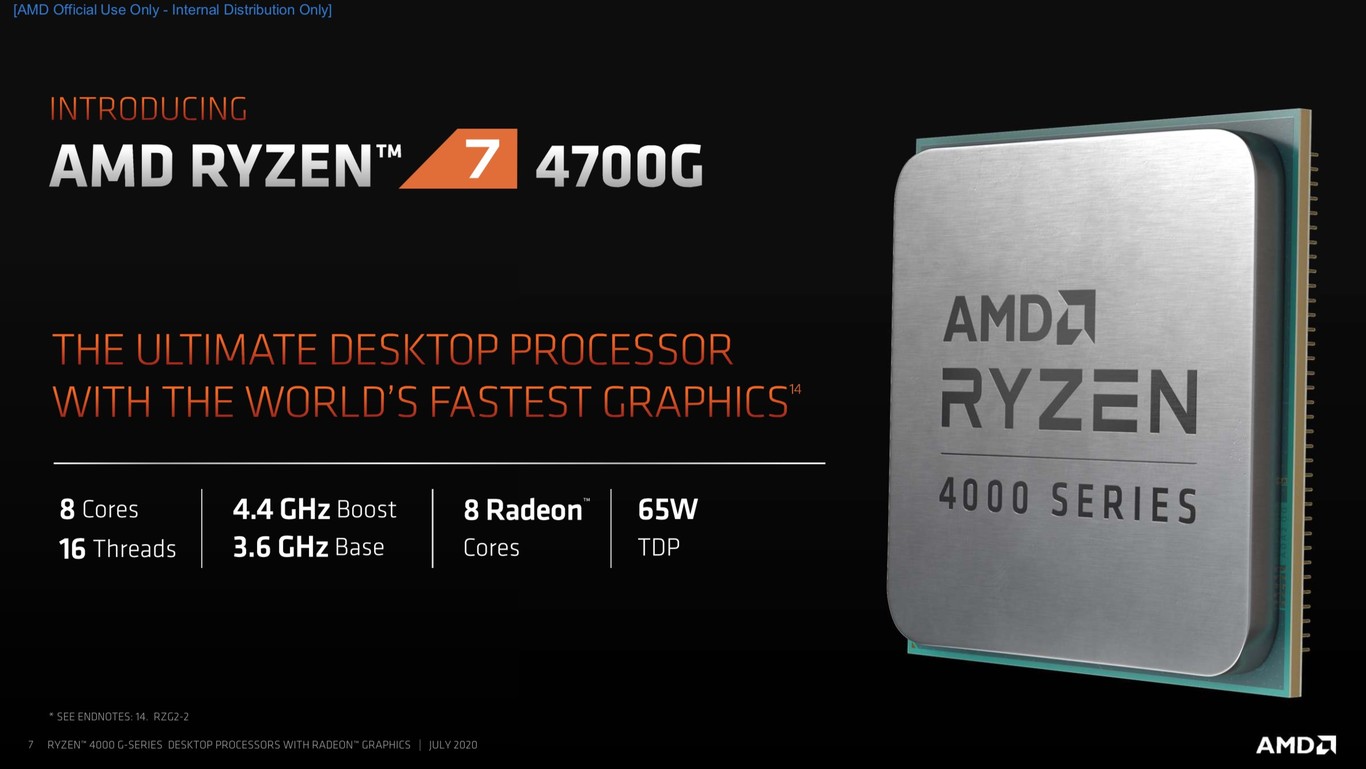 [AMD Official Use Only - Internal Distribution Only]
INTRODUCING
AMD RYZEN™ 7 4700G
THE ULTIMATE DESKTOP PROCESSOR
WITH THE WORLD'S FASTEST GRAPHICS14
8 Cores
16 Threads
4.4 GHz Boost
3.6 GHz Base
8 Radeon™
Cores
65W
TDP
AMD
RYZEN
4000 SERIES
* SEE ENDNOTES: 14. RZG2-2
7 RYZEN™ 4000 G-SERIES DESKTOP PROCESSORS WITH RADEON™ GRAPHICS | JULY 2020
AMD